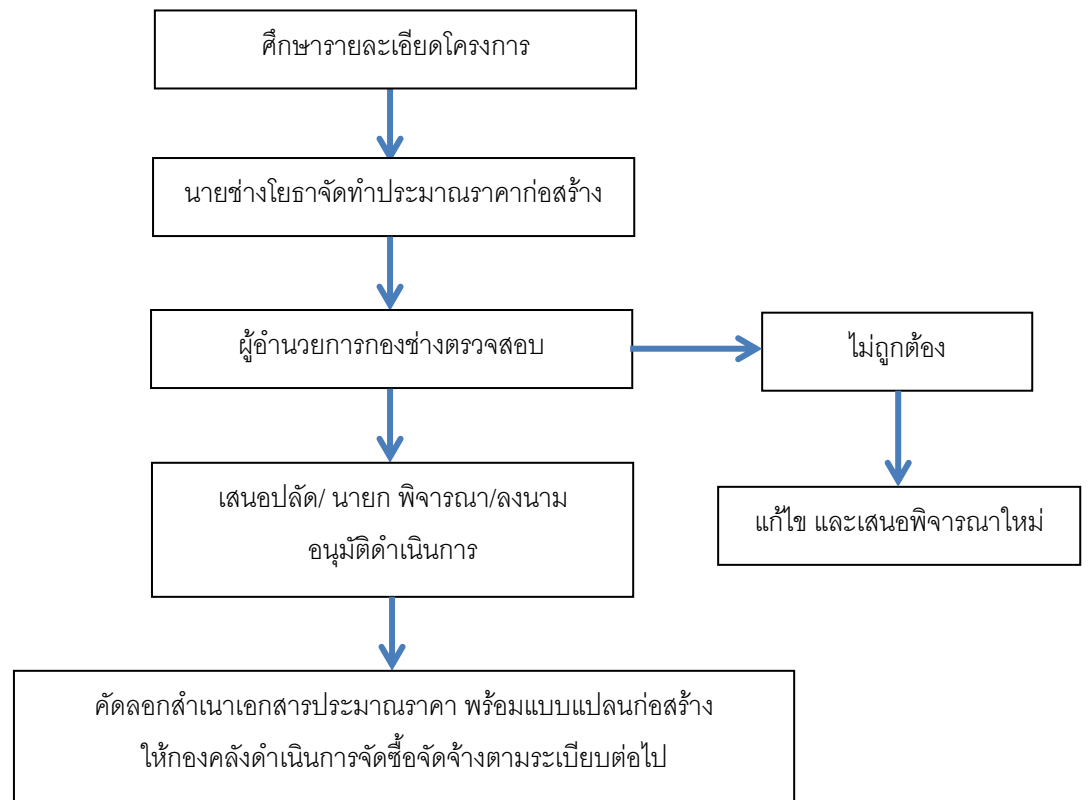 ศึกษารายละเอียดโครงการ
นายช่างโยธาจัดทำประมาณราคาก่อสร้าง
ผู้อำนวยการกองช่างตรวจสอบ
ไม่ถูกต้อง
เสนอปลัด/ นายก พิจารณา/ลงนาม
อนุมัติดำเนินการ
แก้ไข และเสนอพิจารณาใหม่
คัดลอกสำเนาเอกสารประมาณราคา พร้อมแบบแปลนก่อสร้าง
ให้กองคลังดำเนินการจัดซื้อจัดจ้างตามระเบียบต่อไป